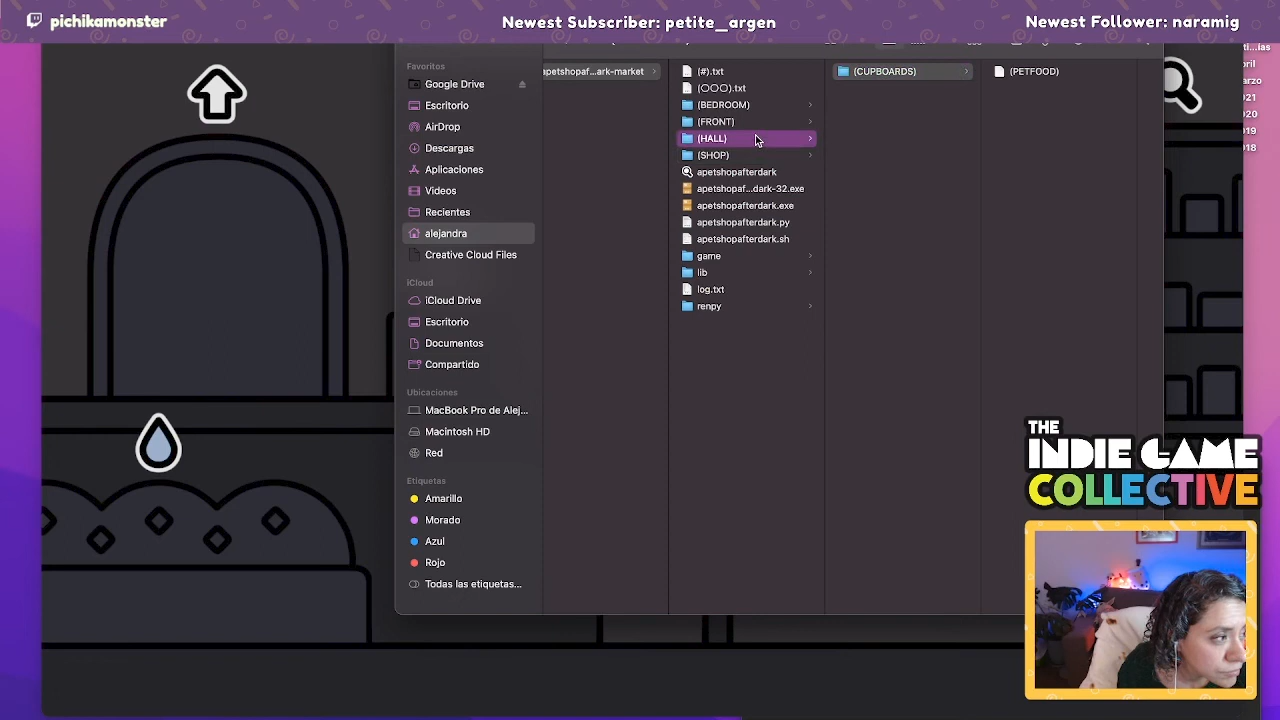 pichikamonster
Newest Subscriber: petite_argen
Newest Follower: naramig
Favoritos
Google Drive
Escritorio
AirDrop
Descargas
Aplicaciones
Vídeos
Recientes
alejandra
Creative Cloud Files
iCloud
iCloud Drive
Escritorio
Documentos
Compartido
Ubicaciones
MacBook Pro de Alej...
Macintosh HD
Red
Etiquetas
Amarillo
Morado
Azul
Rojo
Todas las etiquetas...
apetshopaf...ark-market
(#).txt
(○○○).txt
(BEDROOM)
(FRONT)
(HALL)
(SHOP)
apetshopafterdark
apetshopaf...dark-32.exe
apetshopafterdark.exe
apetshopafterdark.py
apetshopafterdark.sh
game
lib
log.txt
renpy
(CUPBOARDS)
(PETFOOD)
THE
INDIE GAME
COLLECTIVE